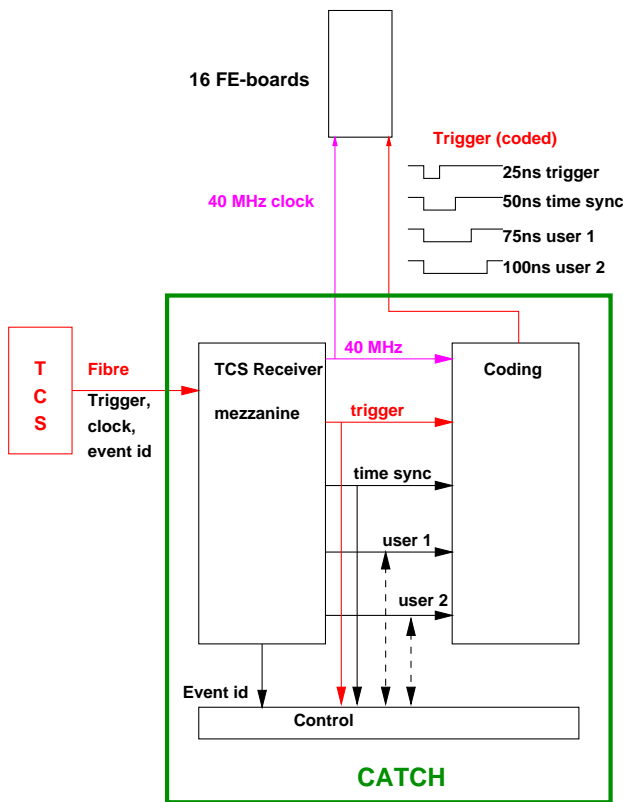 16 FE-boards
Trigger (coded)
25ns trigger
50ns time sync
75ns user 1
100ns user 2
40 MHz clock
T
C
S
Fibre
Trigger,
clock,
event id
TCS Receiver
mezzanine
40 MHz
trigger
time sync
user 1
user 2
Coding
Event id
Control
CATCH